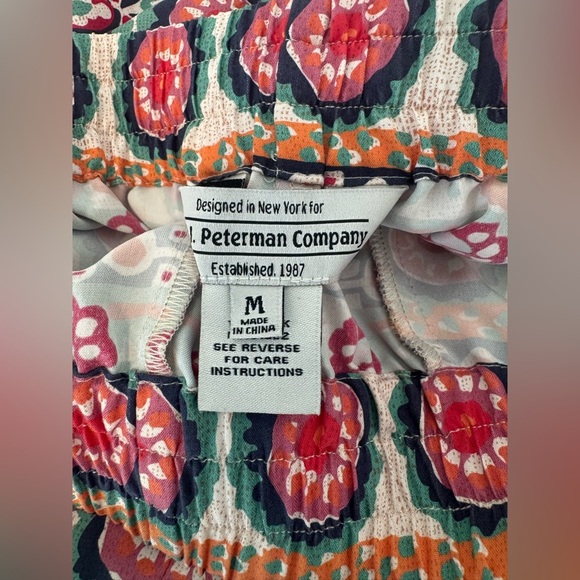 Designed in New York for
J. Peterman Company
Established. 1987
M
MADE
IN CHINA
SEE REVERSE
FOR CARE
INSTRUCTIONS